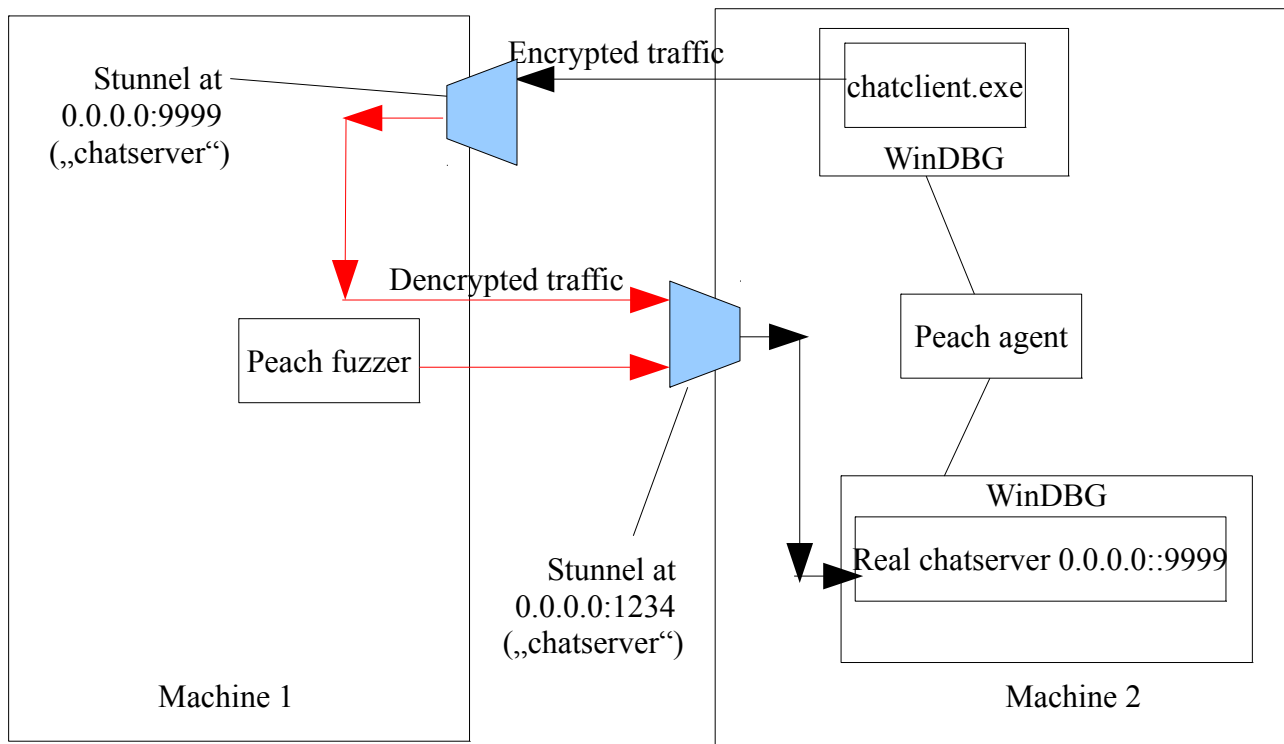 Encrypted traffic
Stunnel at
0.0.0.0:9999
(„chatserver“)
chatclient.exe
WinDBG
Dencrypted traffic
Peach fuzzer
Peach agent
WinDBG
Real chatserver 0.0.0.0::9999
Stunnel at
0.0.0.0:1234
(„chatserver“)
Machine 1
Machine 2